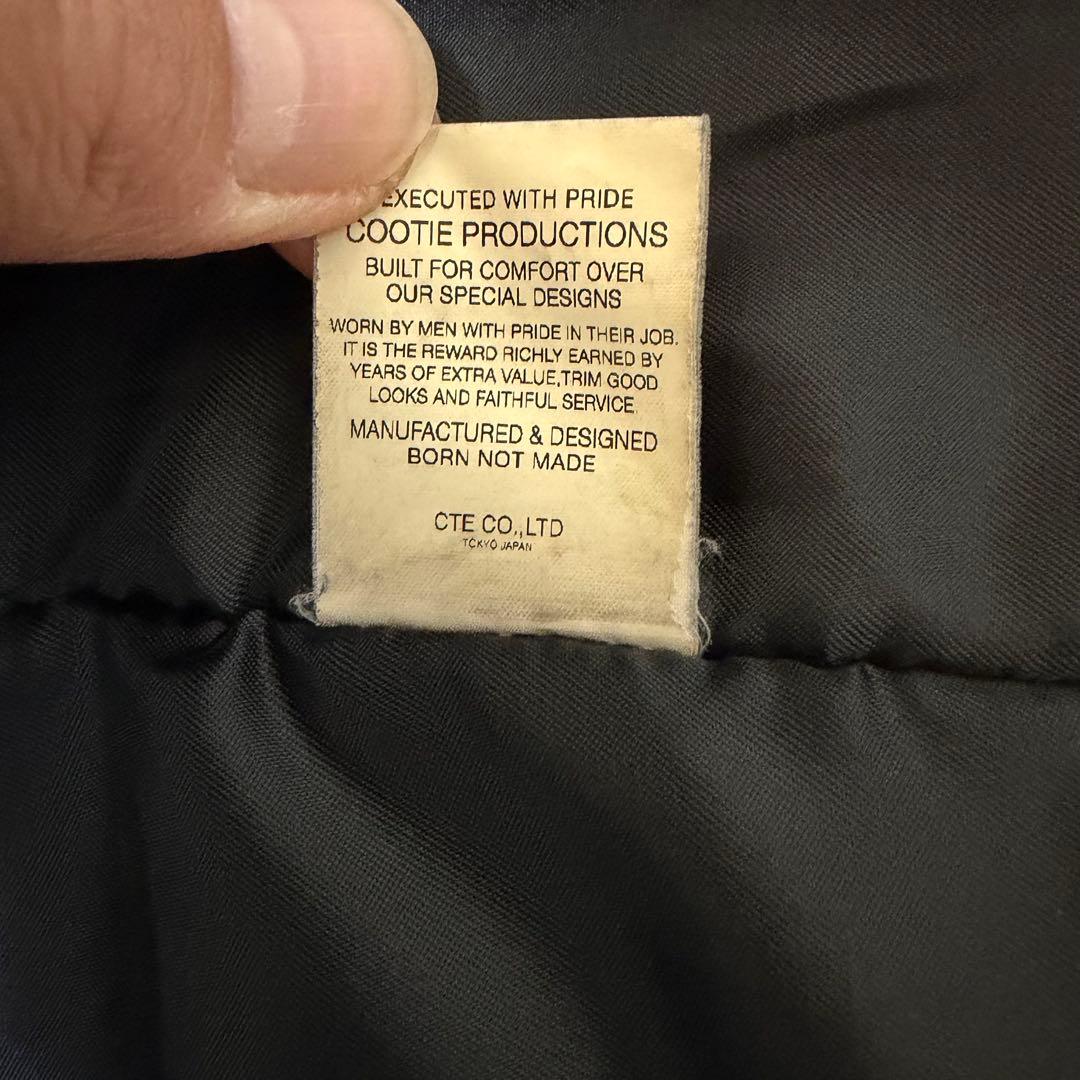 EXECUTED WITH PRIDE
COOTIE PRODUCTIONS
BUILT FOR COMFORT OVER
OUR SPECIAL DESIGNS
WORN BY MEN WITH PRIDE IN THEIR JOB.
IT IS THE REWARD RICHLY EARNED BY
YEARS OF EXTRA VALUE,TRIM GOOD
LOOKS AND FAITHFUL SERVICE.
MANUFACTURED & DESIGNED
BORN NOT MADE
CTE CO.,LTD
TOKYO JAPAN